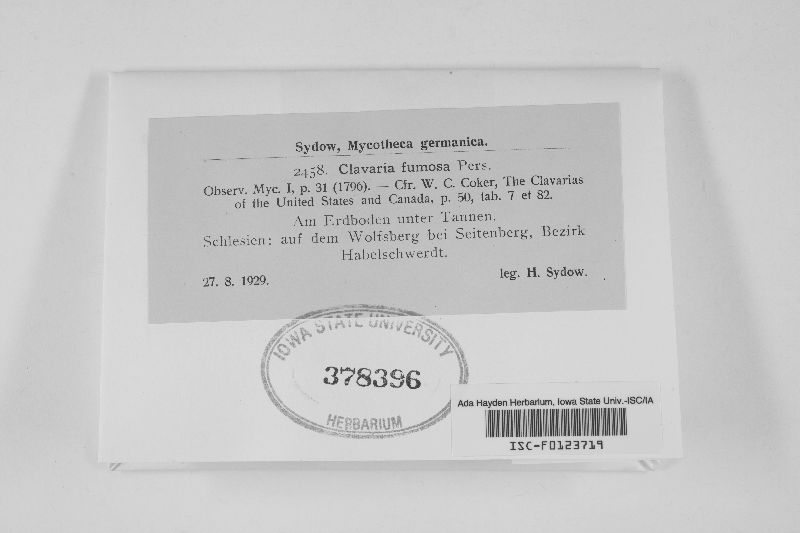 Sydow, Mycotheca germanica.
2458. Clavaria fumosa Pers.
Observ. Myc. I, p. 31 (1796). — Cfr. W. C. Coker, The Clavarias
of the United States and Canada, p. 50, tab. 7 et 82.
Am Erdboden unter Tannen.
Schlesien: auf dem Wolfsberg bei Seitenberg, Bezirk
Habelschwerdt.
27. 8. 1929. leg. H. Sydow.
IOWA STATE UNIVERSITY
378396
HERBARIUM
Ada Hayden Herbarium, Iowa State Univ.-ISC/IA
ISC-F0123719